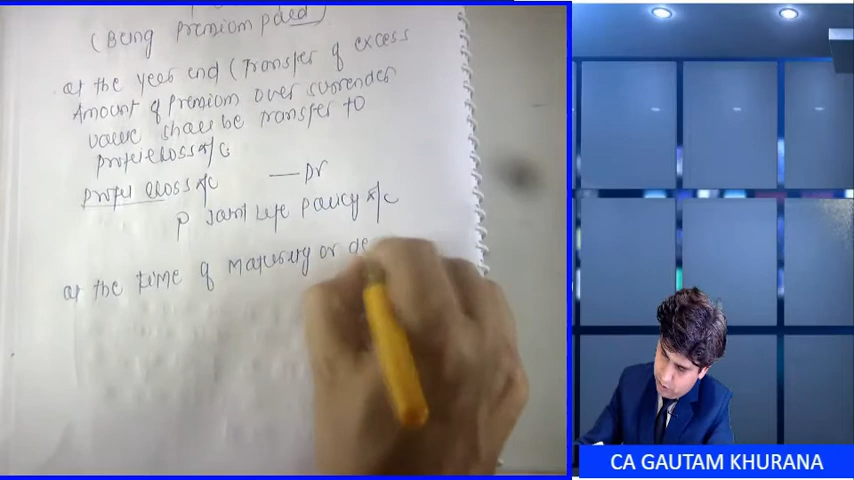 (Being Premium paid)
at the year end (Transfer of excess
Amount of Premium over surrender
value shall be transfer to
Profit & Loss A/c
Profit & Loss A/c — Dr
Joint Life Policy A/c
at the time of Maturity or de
CA GAUTAM KHURANA